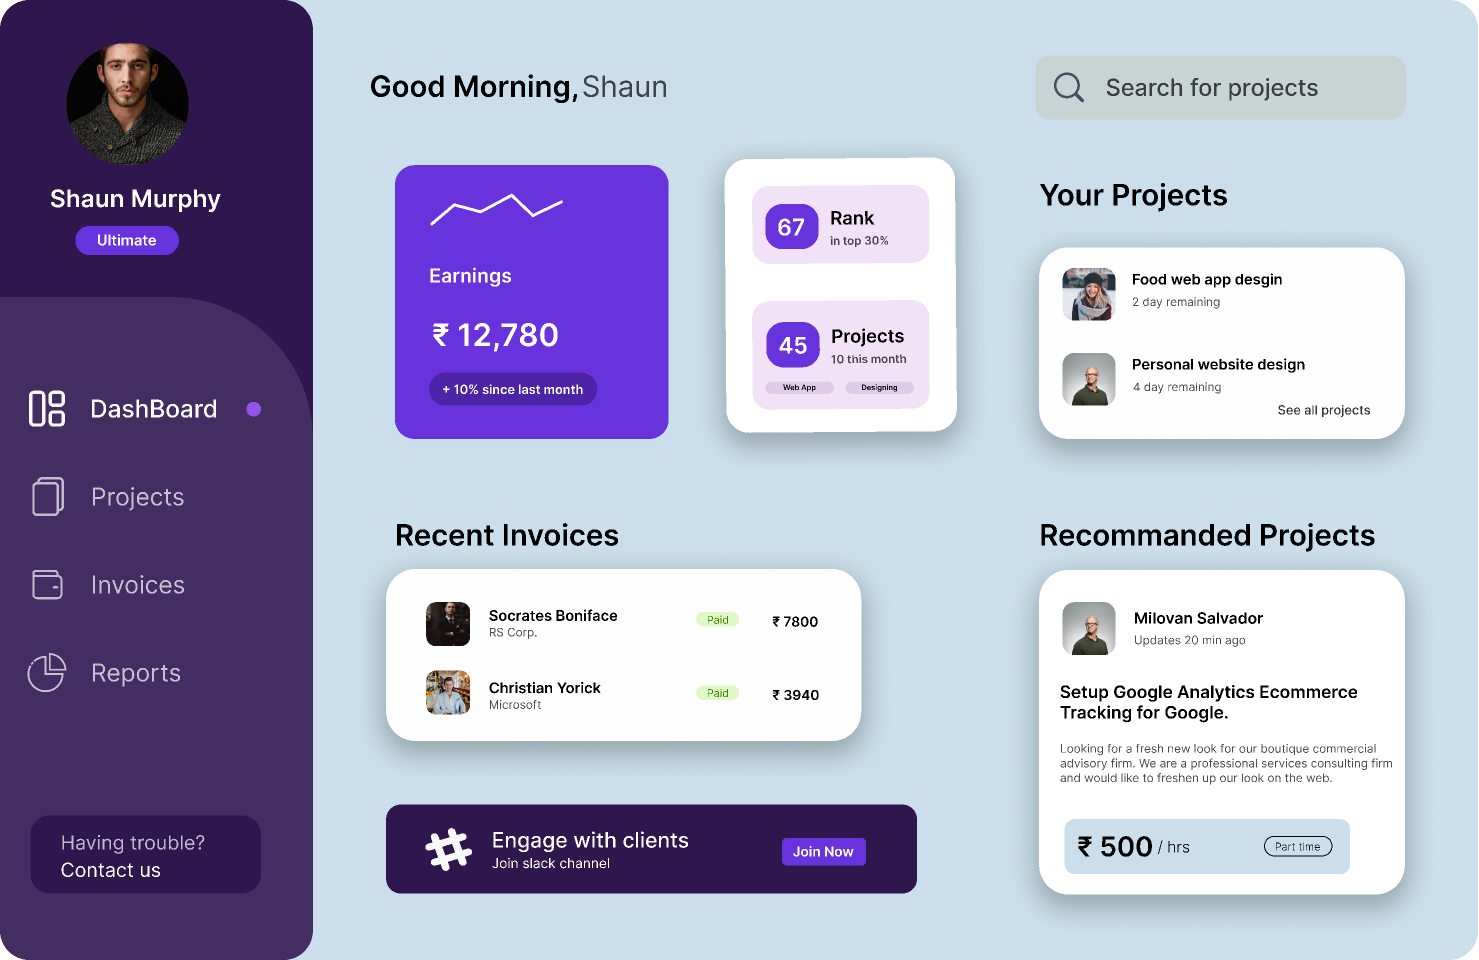 Shaun Murphy
Ultimate
DashBoard
Projects
Invoices
Reports
Having trouble?
Contact us
Good Morning, Shaun
Search for projects
Earnings
₹ 12,780
+ 10% since last month
67
Rank
in top 30%
45
Projects
10 this month
Web App
Designing
Your Projects
Food web app desgin
2 day remaining
Personal website design
4 day remaining
See all projects
Recent Invoices
Socrates Boniface
RS Corp.
Paid
₹ 7800
Christian Yorick
Microsoft
Paid
₹ 3940
Engage with clients
Join slack channel
Join Now
Recommanded Projects
Milovan Salvador
Updates 20 min ago
Setup Google Analytics Ecommerce
Tracking for Google.
Looking for a fresh new look for our boutique commercial
advisory firm. We are a professional services consulting firm
and would like to freshen up our look on the web.
₹ 500 / hrs
Part time